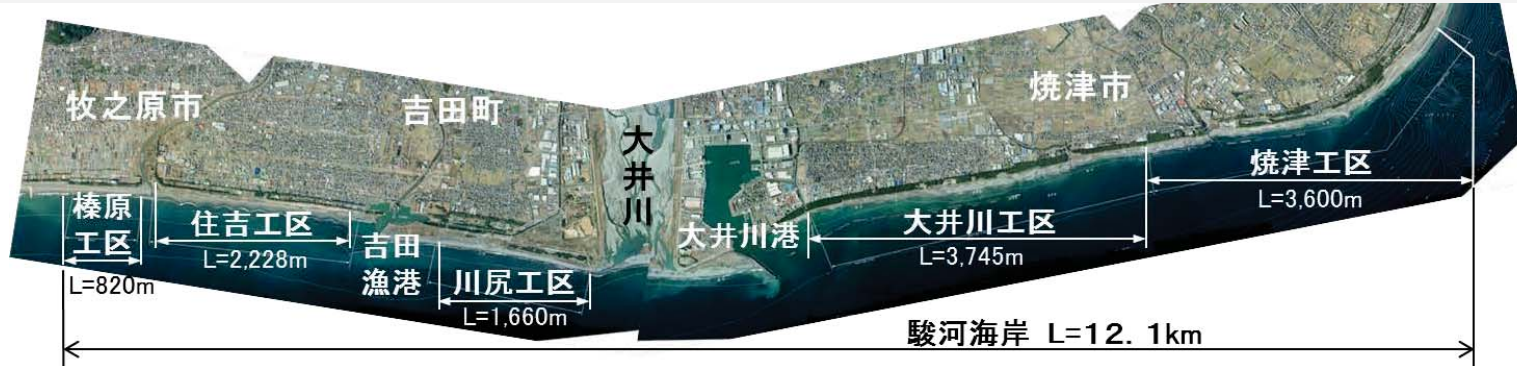 牧之原市
吉田町
大井川
焼津市
榛原
工区
L=820m
住吉工区
L=2,228m
吉田
漁港
川尻工区
L=1,660m
大井川港
大井川工区
L=3,745m
焼津工区
L=3,600m
駿河海岸 L=12.1km